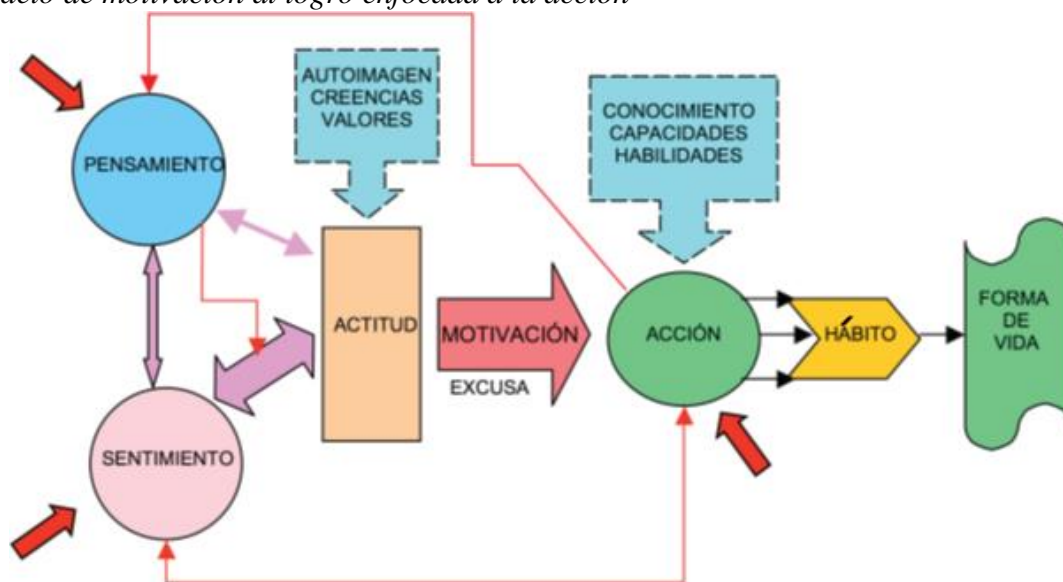 de motivación al logro enfocada a la acción
AUTOIMAGEN
CREENCIAS
VALORES
CONOCIMIENTO
CAPACIDADES
HABILIDADES
PENSAMIENTO
ACTITUD
MOTIVACIÓN
EXCUSA
ACCIÓN
HÁBITO
FORMA
DE
VIDA
SENTIMIENTO